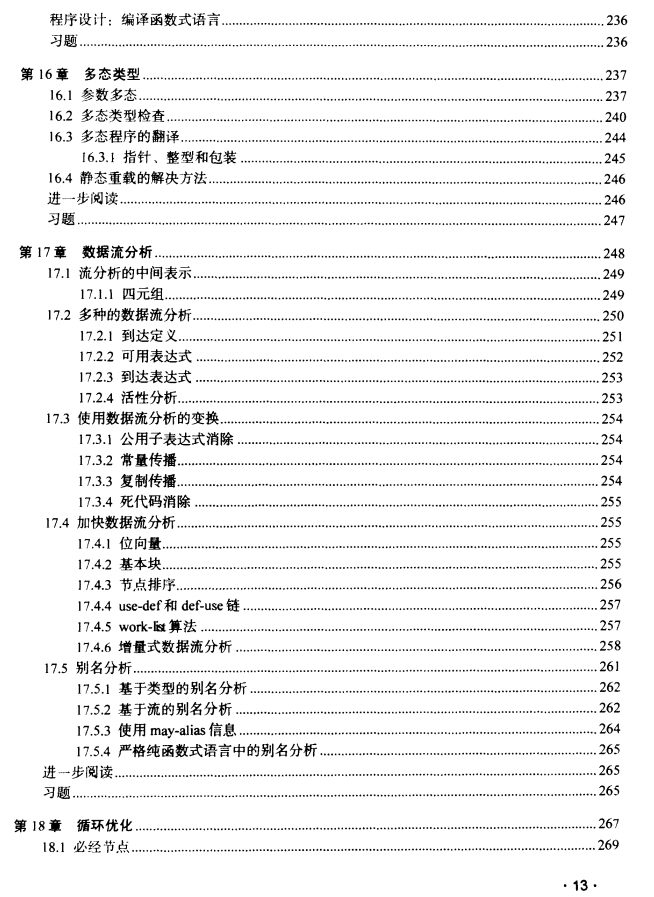 程序设计：编译函数式语言 236
习题 236
第 16 章 多态类型 237
16.1 参数多态 237
16.2 多态类型检查 240
16.3 多态程序的翻译 244
16.3.1 指针、整型和包装 245
16.4 静态重载的解决方法 246
进一步阅读 246
习题 247
第 17 章 数据流分析 248
17.1 流分析的中间表示 249
17.1.1 四元组 249
17.2 多种的数据流分析 250
17.2.1 到达定义 251
17.2.2 可用表达式 252
17.2.3 到达表达式 253
17.2.4 活性分析 253
17.3 使用数据流分析的变换 254
17.3.1 公用子表达式消除 254
17.3.2 常量传播 254
17.3.3 复制传播 254
17.3.4 死代码消除 255
17.4 加快数据流分析 255
17.4.1 位向量 255
17.4.2 基本块 255
17.4.3 节点排序 256
17.4.4 use-def 和 def-use 链 257
17.4.5 work-list 算法 257
17.4.6 增量式数据流分析 258
17.5 别名分析 261
17.5.1 基于类型的别名分析 262
17.5.2 基于流的别名分析 262
17.5.3 使用 may-alias 信息 264
17.5.4 严格纯函数式语言中的别名分析 265
进一步阅读 265
习题 265
第 18 章 循环优化 267
18.1 必经节点 269
· 13 ·